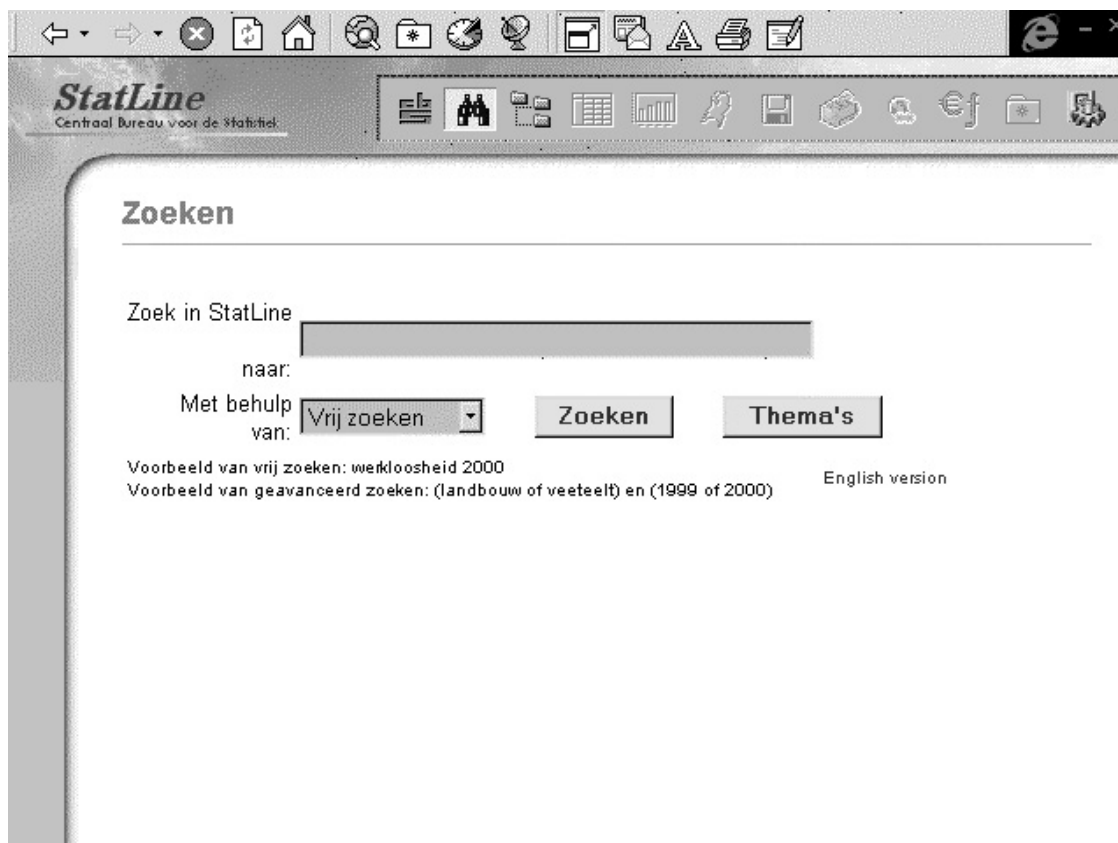 StatLine
Centraal Bureau voor de Statistiek
Zoeken
Zoek in StatLine
naar:
Met behulp
van:
Vrij zoeken
Zoeken
Thema's
Voorbeeld van vrij zoeken: werkloosheid 2000
Voorbeeld van geavanceerd zoeken: (landbouw of veeteelt) en (1999 of 2000)
English version